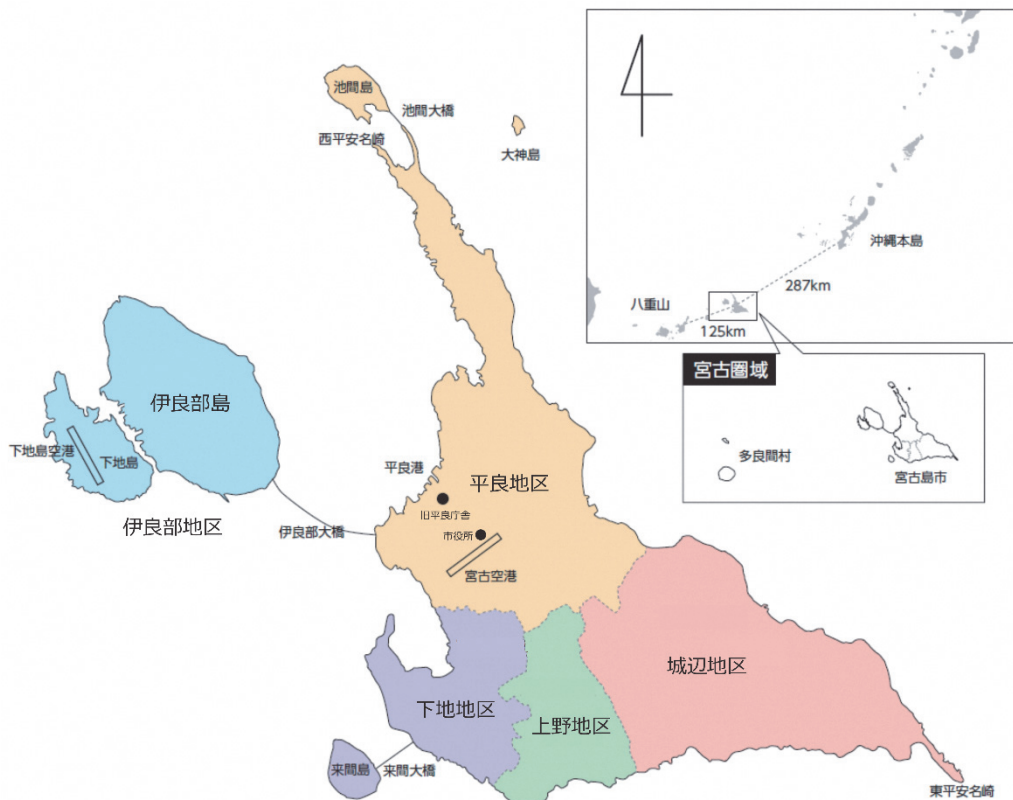 池間島
池間大橋
西平安名崎
大神島
沖縄本島
287km
八重山
125km
宮古圏域
多良間村
宮古島市
伊良部島
下地島空港
下地島
伊良部地区
伊良部大橋
平良港
平良地区
旧平良庁舎
市役所
宮古空港
城辺地区
下地地区
上野地区
来間島
来間大橋
東平安名崎